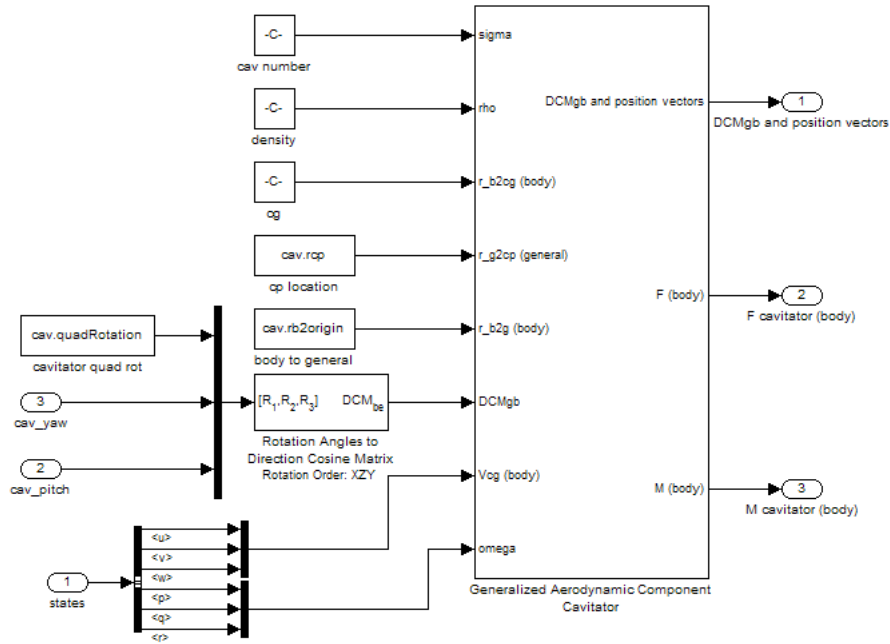 -C-
cav number
sigma
-C-
density
rho
DCMgb and position vectors
1
DCMgb and position vectors
-C-
cg
r_b2cg (body)
cav.rcp
cp location
r_g2cp (general)
cav.quadRotation
cavitator quad rot
cav.rb2origin
body to general
r_b2g (body)
F (body)
2
F cavitator (body)
3
cav_yaw
[R1,R2,R3] DCMbe
DCMgb
Rotation Angles to
Direction Cosine Matrix
Rotation Order: XZY
2
cav_pitch
Vcg (body)
M (body)
3
M cavitator (body)
1
states
<u>
<v>
<w>
<p>
<q>
<r>
omega
Generalized Aerodynamic Component
Cavitator